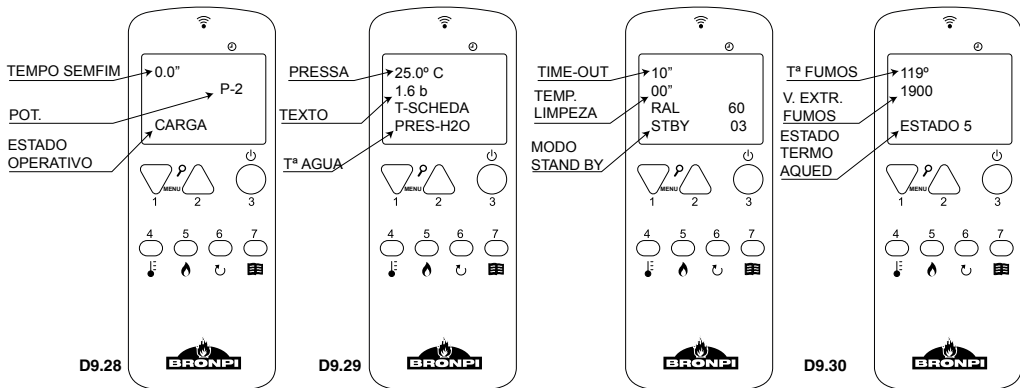 TEMPO SEMFIM
POT.
ESTADO
OPERATIVO
0.0”
P-2
CARGA
MENU
1 2 3
4 5 6 7
BRONPI
D9.28
PRESSA
TEXTO
Tª AGUA
25.0º C
1.6 b
T-SCHEDA
PRES-H2O
MENU
1 2 3
4 5 6 7
BRONPI
D9.29
TIME-OUT
TEMP.
LIMPEZA
MODO
STAND BY
10”
00”
RAL 60
STBY 03
MENU
1 2 3
4 5 6 7
BRONPI
Tª FUMOS
V. EXTR.
FUMOS
ESTADO
TERMO
AQUED
119º
1900
ESTADO 5
MENU
1 2 3
4 5 6 7
BRONPI
D9.30